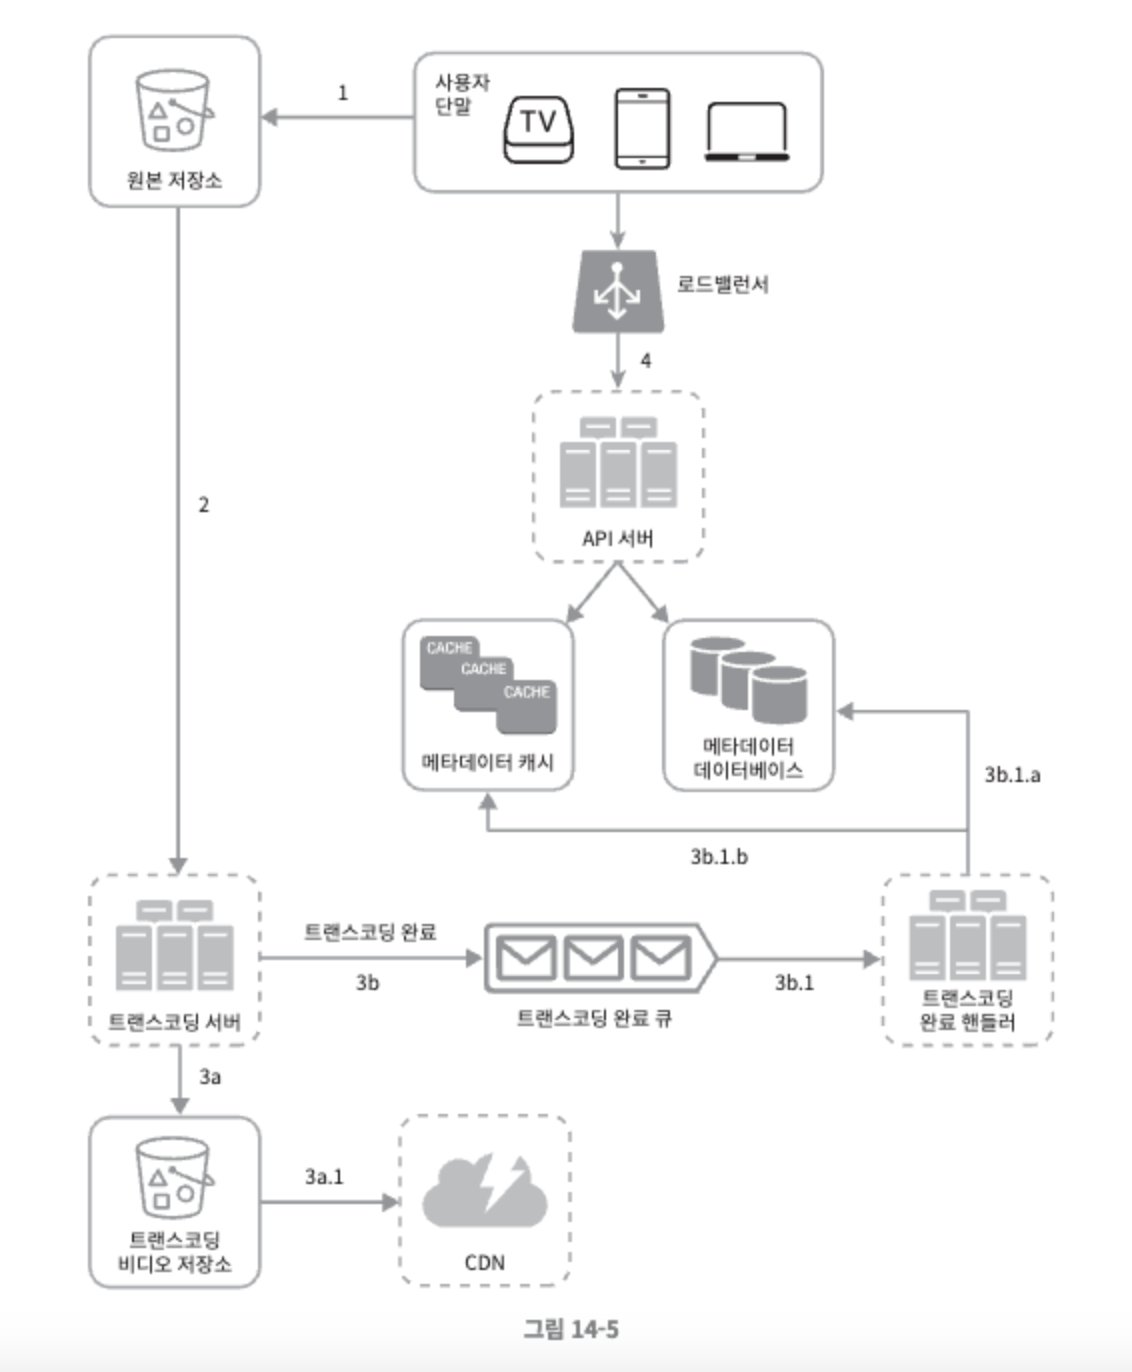 사용자
단말
TV
1
원본 저장소
로드밸런서
4
2
API 서버
CACHE
CACHE
CACHE
메타데이터 캐시
메타데이터
데이터베이스
3b.1.a
3b.1.b
트랜스코딩 서버
트랜스코딩 완료
3b
트랜스코딩 완료 큐
3b.1
트랜스코딩
완료 핸들러
3a
트랜스코딩
비디오 저장소
3a.1
CDN
그림 14-5